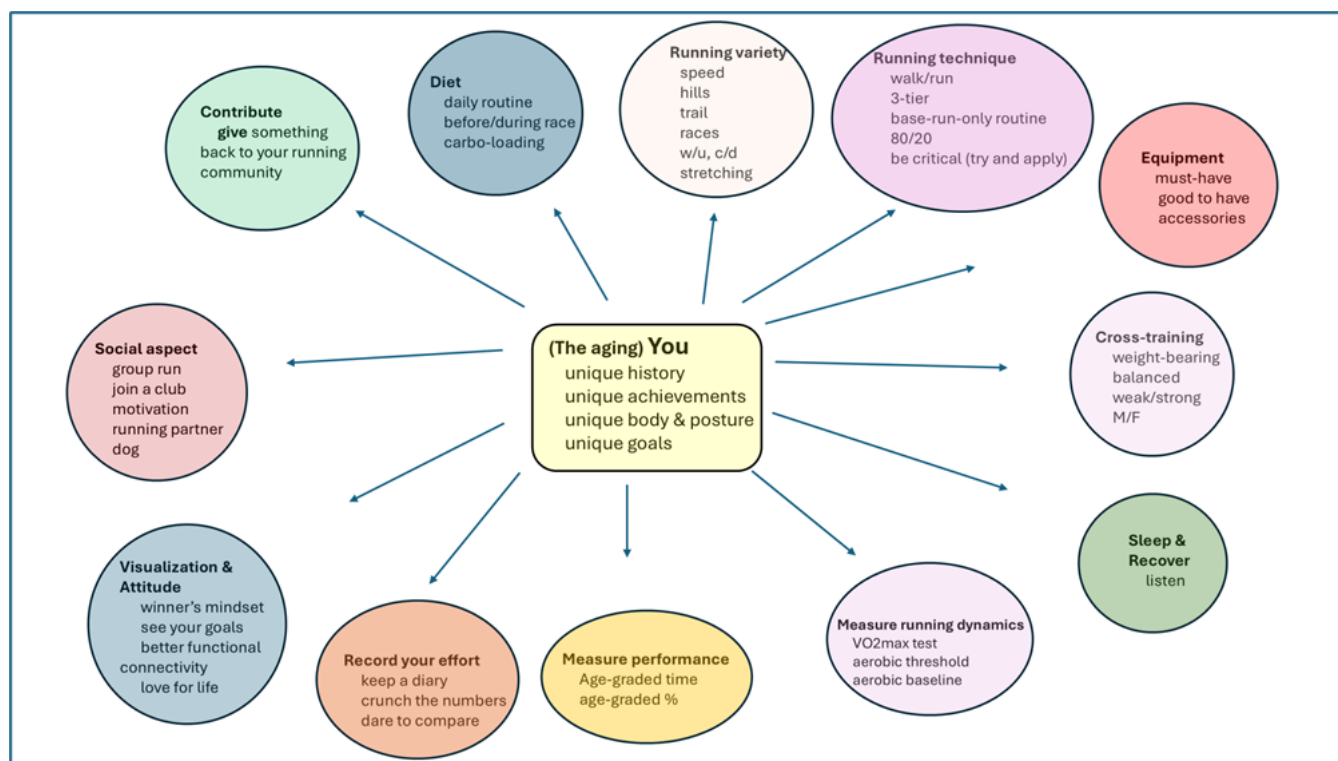 Contribute
give something
back to your running
community
Diet
daily routine
before/during race
carbo-loading
Running variety
speed
hills
trail
races
w/u, c/d
stretching
Running technique
walk/run
3-tier
base-run-only routine
80/20
be critical (try and apply)
Equipment
must-have
good to have
accessories
Social aspect
group run
join a club
motivation
running partner
dog
(The aging) You
unique history
unique achievements
unique body & posture
unique goals
Cross-training
weight-bearing
balanced
weak/strong
M/F
Sleep &
Recover
listen
Visualization &
Attitude
winner's mindset
see your goals
better functional
connectivity
love for life
Record your effort
keep a diary
crunch the numbers
dare to compare
Measure performance
Age-graded time
age-graded %
Measure running dynamics
VO2max test
aerobic threshold
aerobic baseline